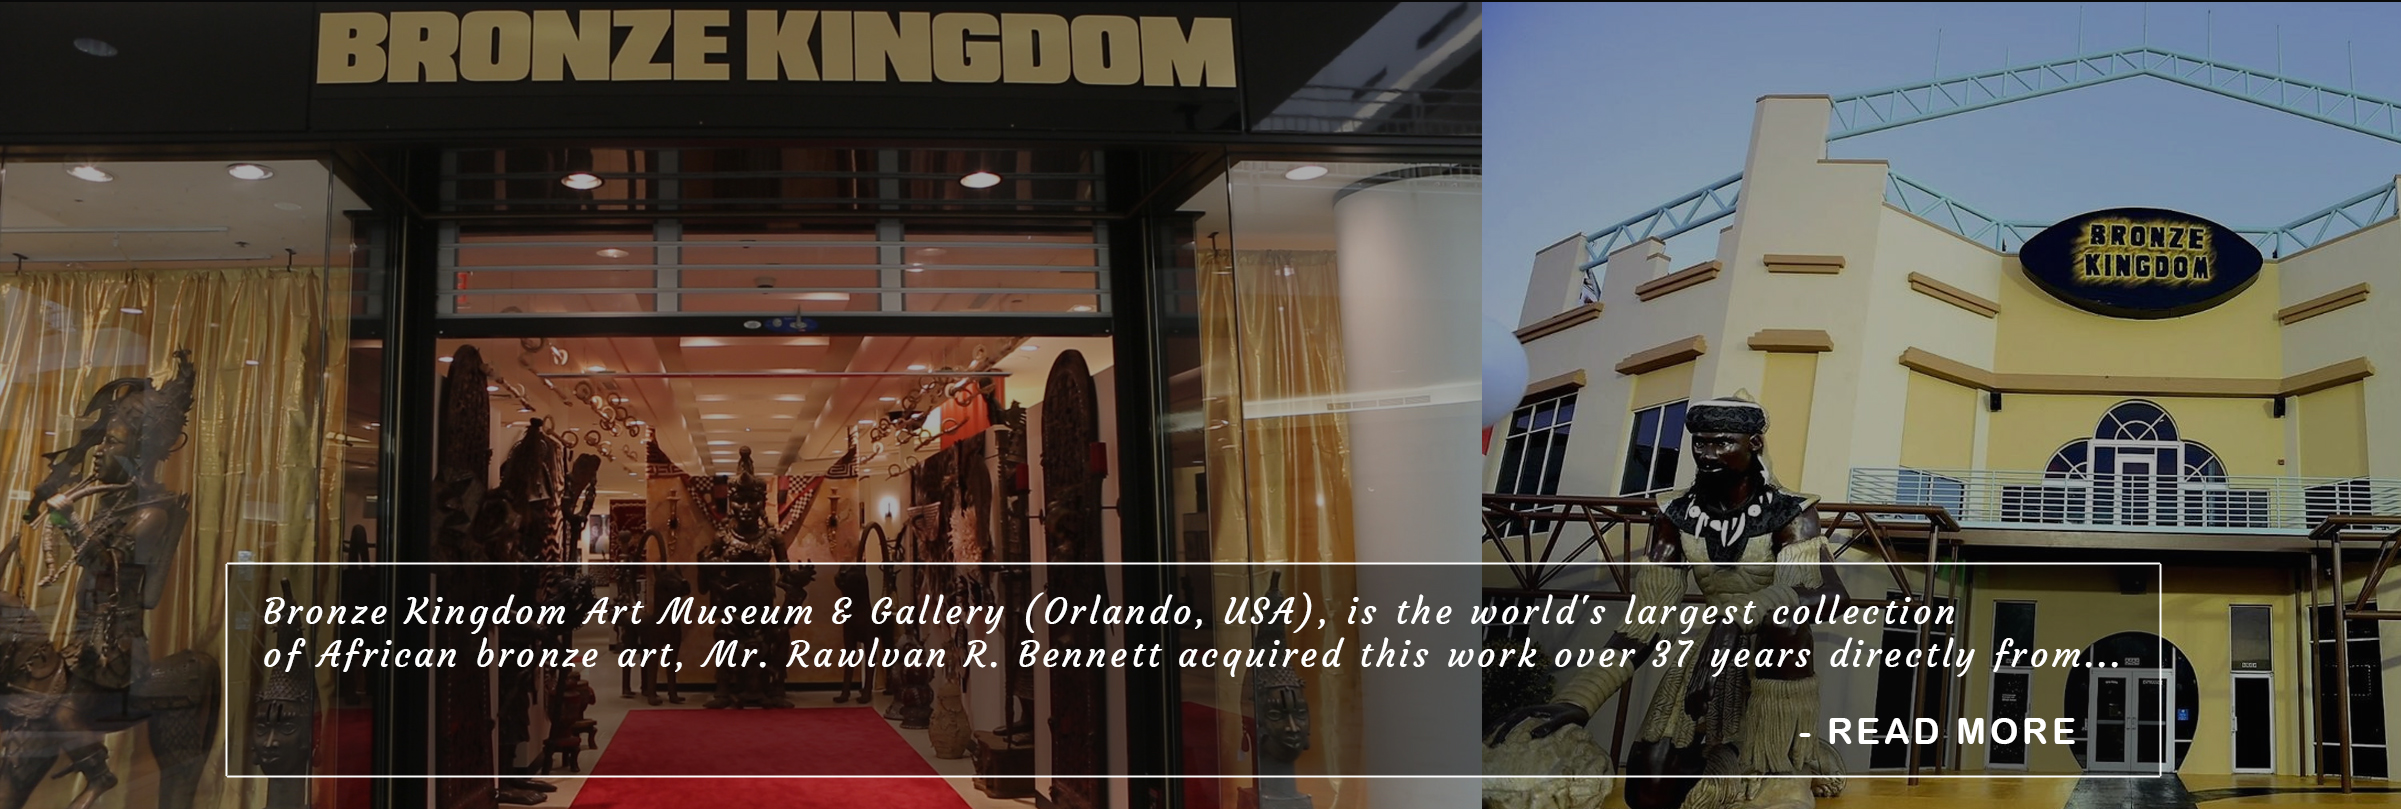 BRONZE KINGDOM
BRONZE
KINGDOM
Bronze Kingdom Art Museum & Gallery (Orlando, USA), is the world's largest collection
of African bronze art, Mr. Rawlvan R. Bennett acquired this work over 37 years directly from...
- READ MORE